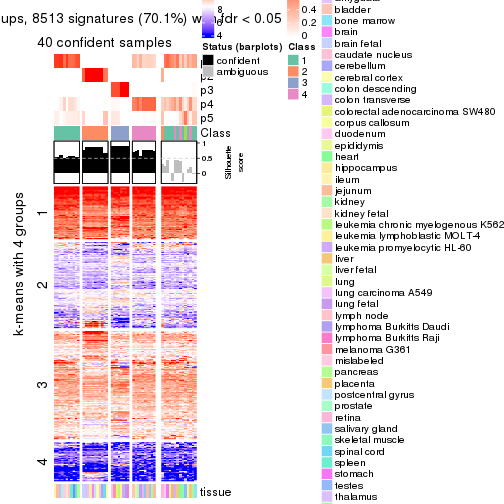 ups, 8513 signatures (70.1%) with fdr < 0.05
40 confident samples
p2
p3
p4
p5
Class
1
0.5
0
Silhouette
score
k-means with 4 groups
1
2
3
4
tissue
8
6
4
0.4
0.2
0
Status (barplots)
confident
ambiguous
Class
1
2
3
4
bladder
bone marrow
brain
brain fetal
caudate nucleus
cerebellum
cerebral cortex
colon descending
colon transverse
colorectal adenocarcinoma SW480
corpus callosum
duodenum
epididymis
heart
hippocampus
ileum
jejunum
kidney
kidney fetal
leukemia chronic myelogenous K562
leukemia lymphoblastic MOLT-4
leukemia promyelocytic HL-60
liver
liver fetal
lung
lung carcinoma A549
lung fetal
lymph node
lymphoma Burkitts Daudi
lymphoma Burkitts Raji
melanoma G361
mislabeled
pancreas
placenta
postcentral gyrus
prostate
retina
salivary gland
skeletal muscle
spinal cord
spleen
stomach
testes
thalamus